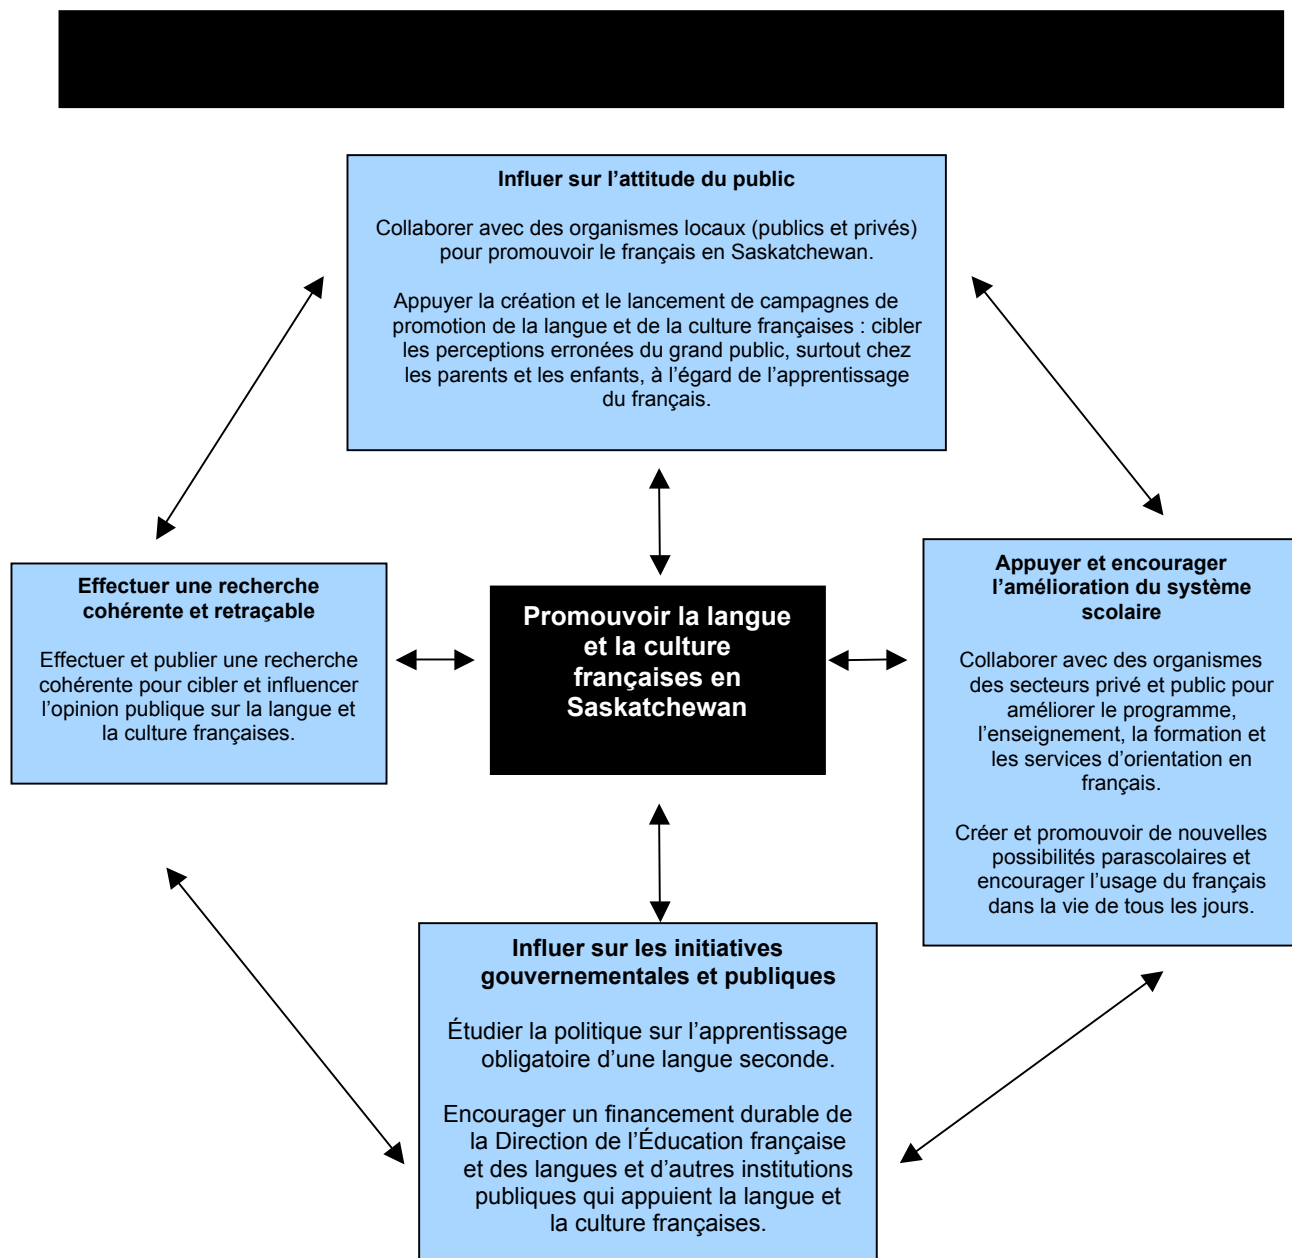 Influer sur l’attitude du public
Collaborer avec des organismes locaux (publics et privés)
pour promouvoir le français en Saskatchewan.
Appuyer la création et le lancement de campagnes de
promotion de la langue et de la culture françaises : cibler
les perceptions erronées du grand public, surtout chez
les parents et les enfants, à l’égard de l’apprentissage
du français.
Effectuer une recherche
cohérente et retraçable
Effectuer et publier une recherche
cohérente pour cibler et influencer
l’opinion publique sur la langue et
la culture françaises.
Promouvoir la langue
et la culture
françaises en
Saskatchewan
Appuyer et encourager
l’amélioration du système
scolaire
Collaborer avec des organismes
des secteurs privé et public pour
améliorer le programme,
l’enseignement, la formation et
les services d’orientation en
français.
Créer et promouvoir de nouvelles
possibilités parascolaires et
encourager l’usage du français
dans la vie de tous les jours.
Influer sur les initiatives
gouvernementales et publiques
Étudier la politique sur l’apprentissage
obligatoire d’une langue seconde.
Encourager un financement durable de
la Direction de l’Éducation française
et des langues et d’autres institutions
publiques qui appuient la langue et
la culture françaises.